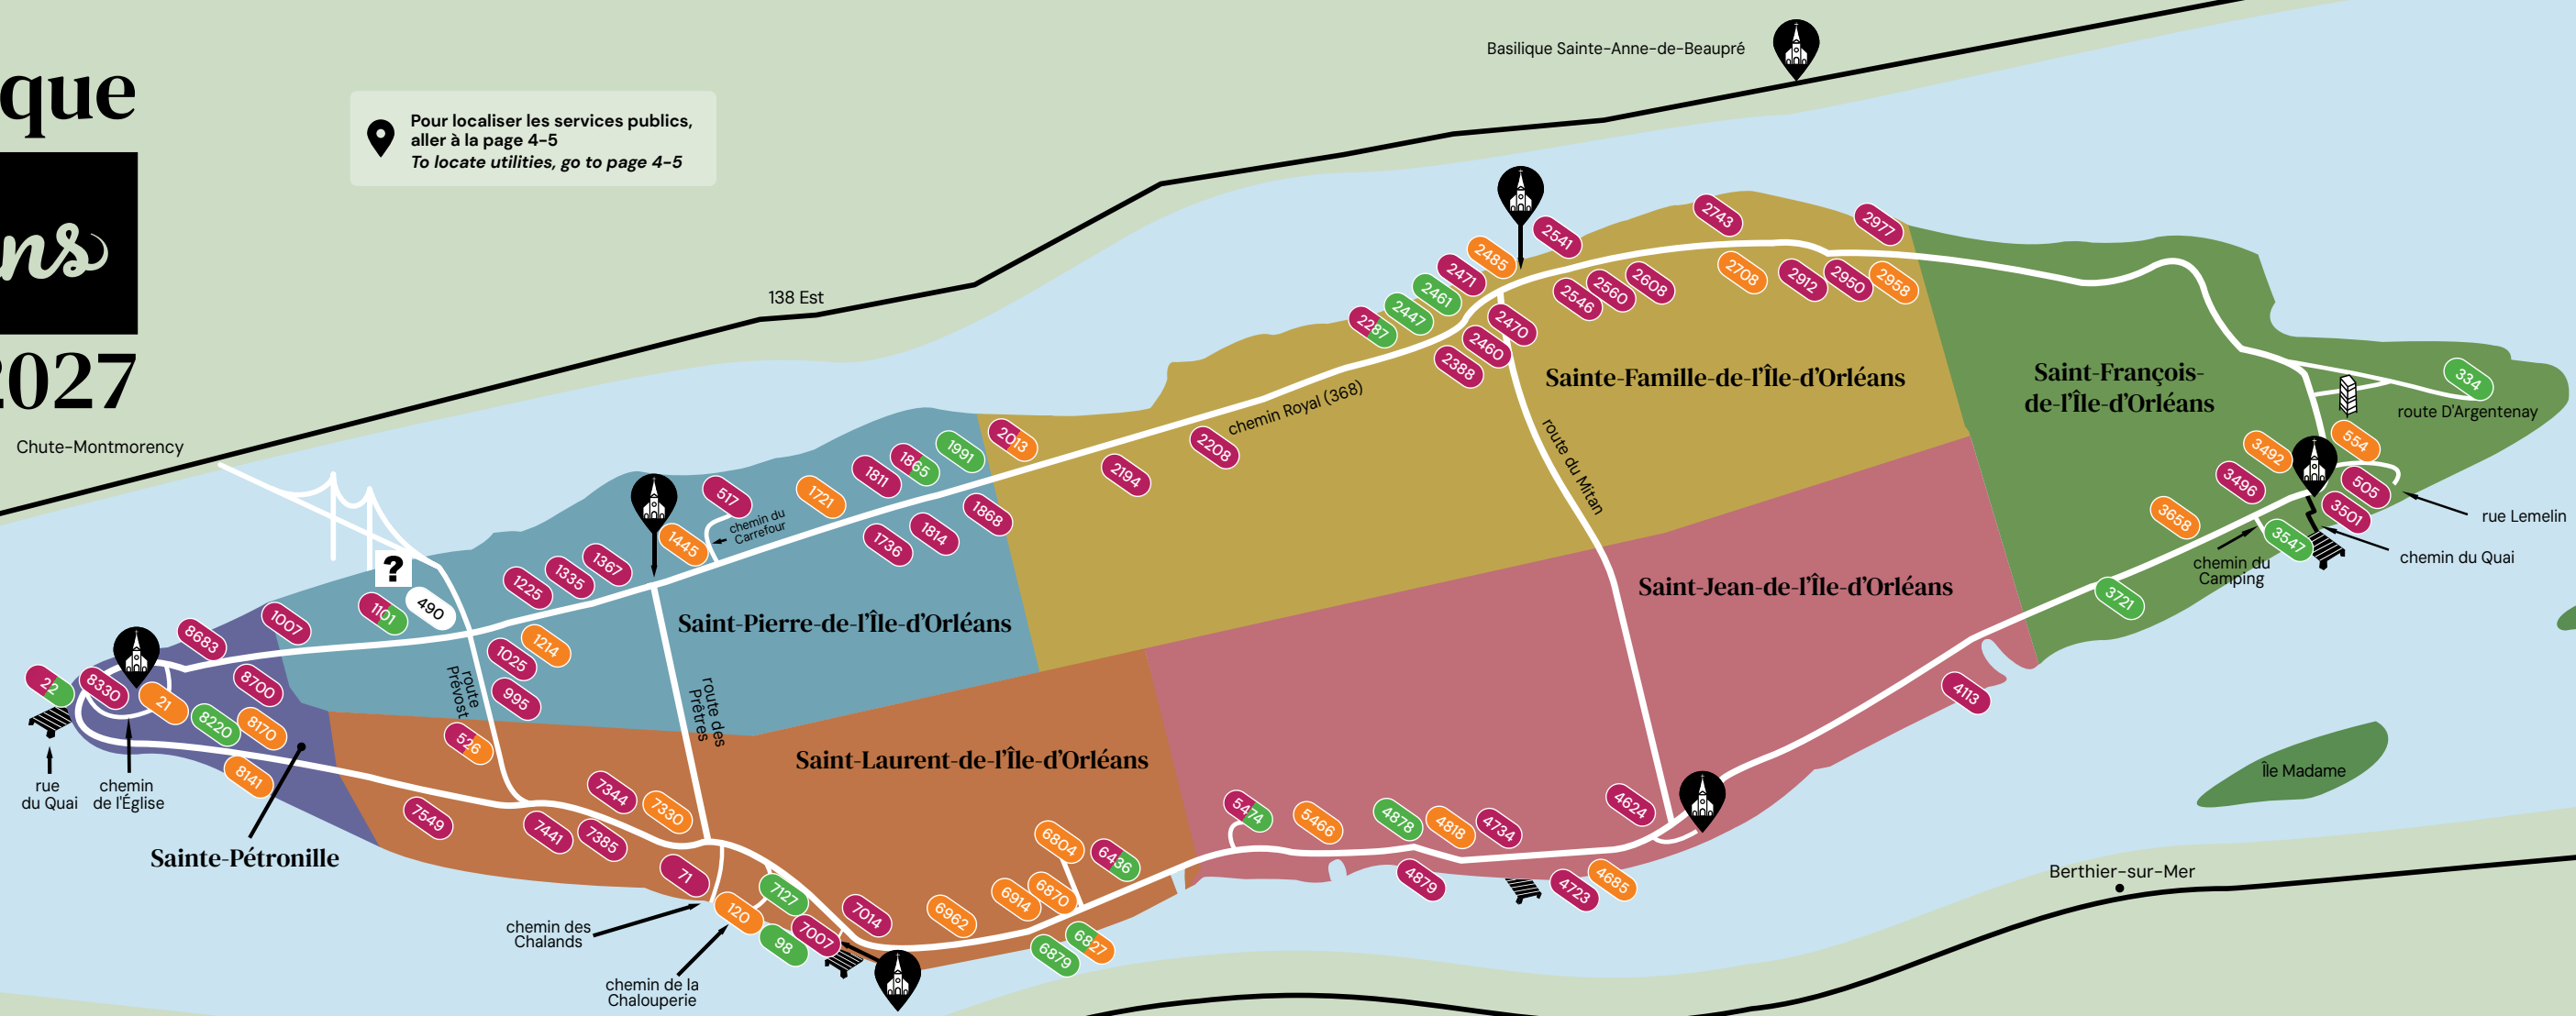 que
ns
2027
Pour localiser les services publics,
aller à la page 4-5
To locate utilities, go to page 4-5
Basilique Sainte-Anne-de-Beaupré
138 Est
Chute-Montmorency
?
490
1101
1007
8683
22
8330
21
8220
8700
8170
8141
rue
du Quai
chemin
de l'Église
Sainte-Pétronille
1225
1335
1367
1445
517
chemin du
Carrefour
1721
1811
1865
1991
2013
1736
1814
1868
1025
1214
995
route
Prévost
route des
Prêtres
Saint-Pierre-de-l'Île-d'Orléans
526
7549
7441
7344
7385
7330
71
120
7127
98
7007
7014
6962
6914
6870
6804
6436
6827
6879
chemin des
Chalands
chemin de la
Chalouperie
Saint-Laurent-de-l'Île-d'Orléans
2194
2208
chemin Royal (368)
2287
2447
2461
2471
2485
2541
2388
2460
2470
2546
2560
2608
2743
2708
2912
2950
2958
2977
Sainte-Famille-de-l'Île-d'Orléans
route du Mitan
Saint-Jean-de-l'Île-d'Orléans
5474
5466
4878
4818
4734
4624
4879
4723
4685
4113
Saint-François-
de-l'Île-d'Orléans
334
route D'Argentenay
554
3492
3496
505
3501
3658
3547
3721
rue Lemelin
chemin du Quai
chemin du
Camping
Île Madame
Berthier-sur-Mer